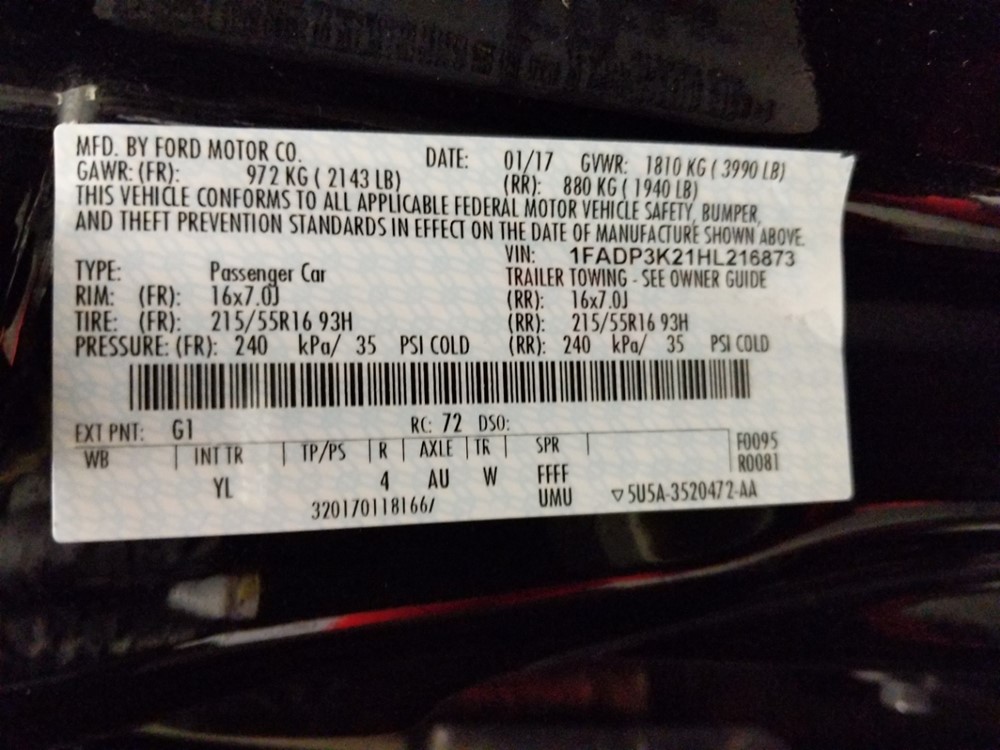 MFD. BY FORD MOTOR CO. DATE: 01/17 GVWR: 1810 KG ( 3990 LB)
GAWR: (FR): 972 KG ( 2143 LB) (RR): 880 KG ( 1940 LB)
THIS VEHICLE CONFORMS TO ALL APPLICABLE FEDERAL MOTOR VEHICLE SAFETY, BUMPER,
AND THEFT PREVENTION STANDARDS IN EFFECT ON THE DATE OF MANUFACTURE SHOWN ABOVE.
VIN: 1FADP3K21HL216873
TYPE: Passenger Car TRAILER TOWING - SEE OWNER GUIDE
RIM: (FR): 16x7.0J (RR): 16x7.0J
TIRE: (FR): 215/55R16 93H (RR): 215/55R16 93H
PRESSURE: (FR): 240 kPa/ 35 PSI COLD (RR): 240 kPa/ 35 PSI COLD
EXT PNT: G1 RC: 72 DSO:
WB | INT TR | TP/PS | R | AXLE | TR | SPR | F0095
R0081
YL 4 AU W FFFF
UMU ▽5U5A-3520472-AA
320170118166/